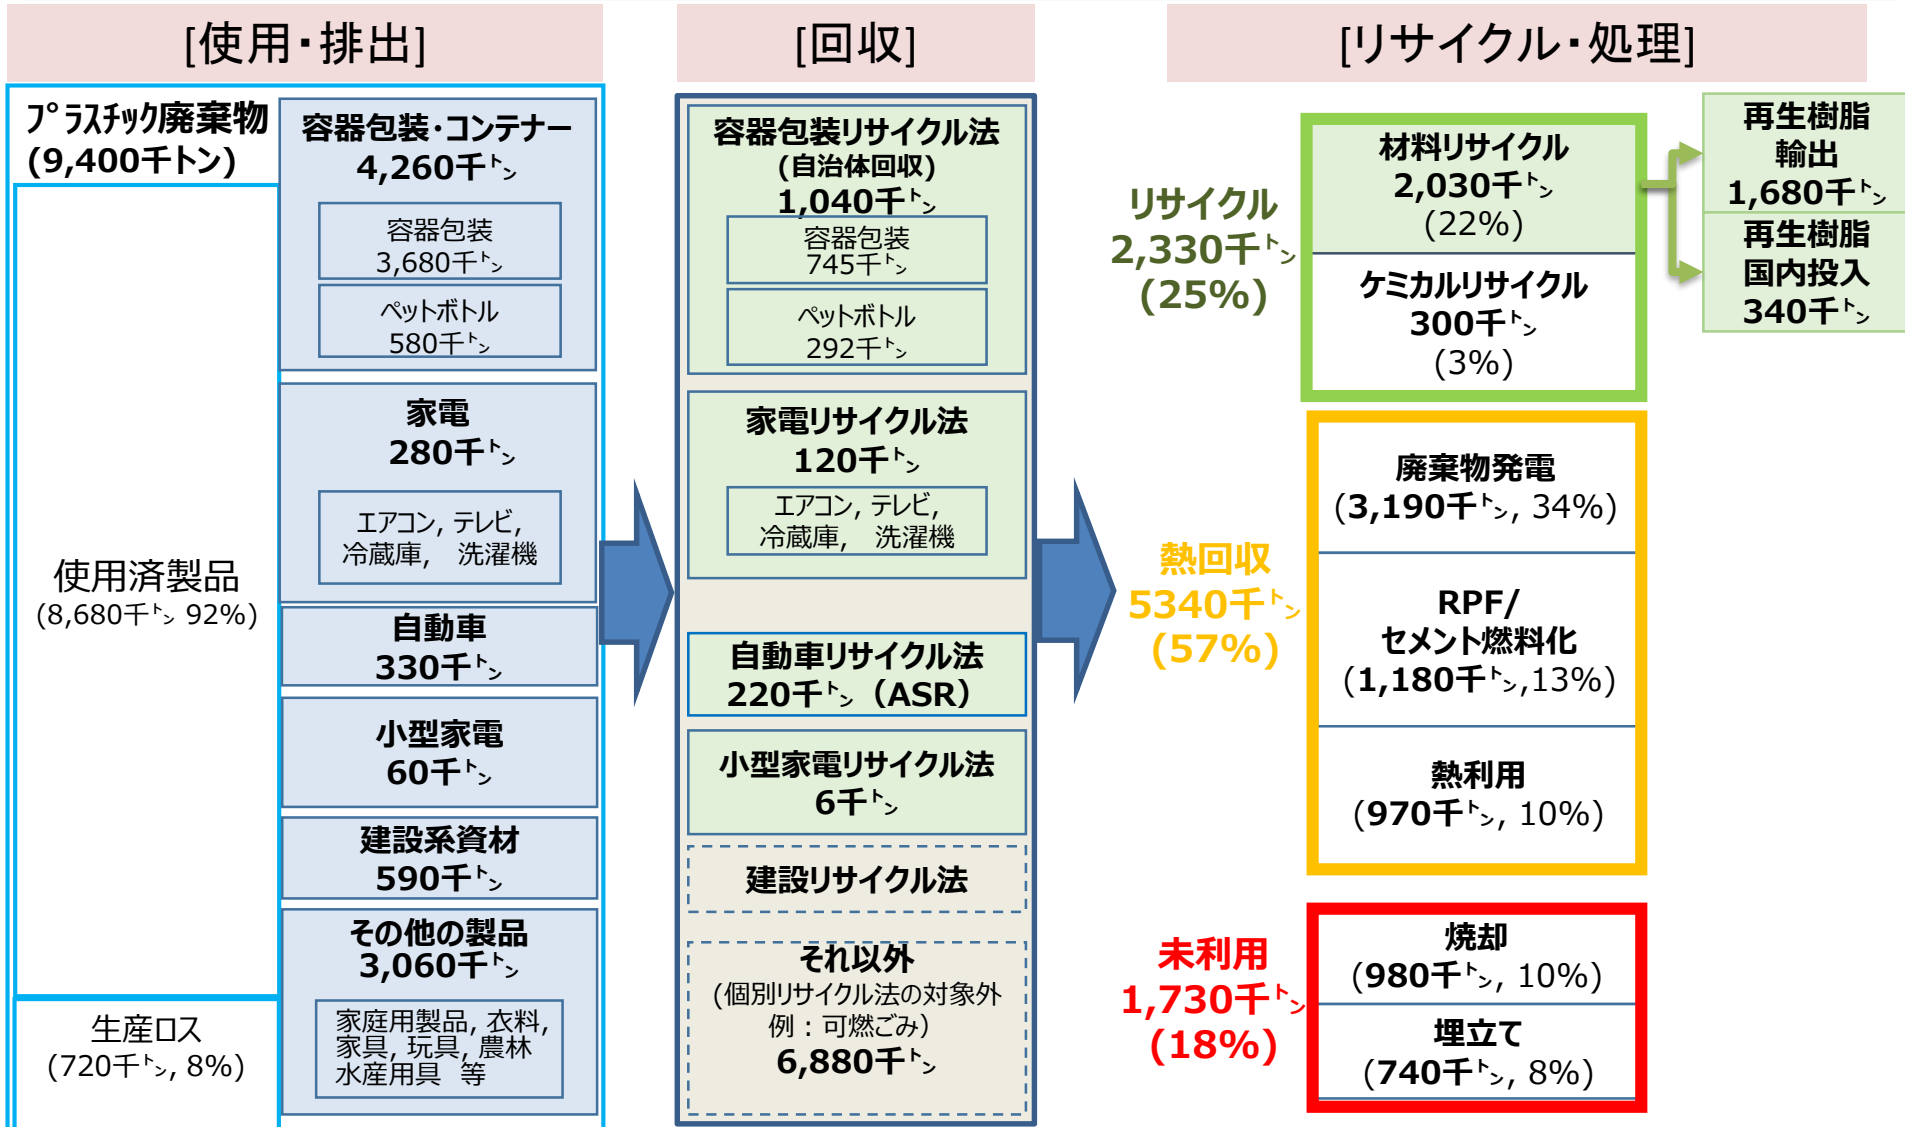 [使用・排出]
プラスチック廃棄物
(9,400千トン)
使用済製品
(8,680千トン 92%)
生産ロス
(720千トン, 8%)
容器包装・コンテナー
4,260千トン
容器包装
3,680千トン
ペットボトル
580千トン
家電
280千トン
エアコン, テレビ,
冷蔵庫, 洗濯機
自動車
330千トン
小型家電
60千トン
建設系資材
590千トン
その他の製品
3,060千トン
家庭用製品, 衣料,
家具, 玩具, 農林
水産用具 等
[回収]
容器包装リサイクル法
(自治体回収)
1,040千トン
容器包装
745千トン
ペットボトル
292千トン
家電リサイクル法
120千トン
エアコン, テレビ,
冷蔵庫, 洗濯機
自動車リサイクル法
220千トン（ASR）
小型家電リサイクル法
6千トン
建設リサイクル法
それ以外
(個別リサイクル法の対象外
例：可燃ごみ)
6,880千トン
[リサイクル・処理]
リサイクル
2,330千トン
(25%)
材料リサイクル
2,030千トン
(22%)
ケミカルリサイクル
300千トン
(3%)
再生樹脂
輸出
1,680千トン
再生樹脂
国内投入
340千トン
熱回収
5340千トン
(57%)
廃棄物発電
(3,190千トン, 34%)
RPF/
セメント燃料化
(1,180千トン,13%)
熱利用
(970千トン, 10%)
未利用
1,730千トン
(18%)
焼却
(980千トン, 10%)
埋立て
(740千トン, 8%)